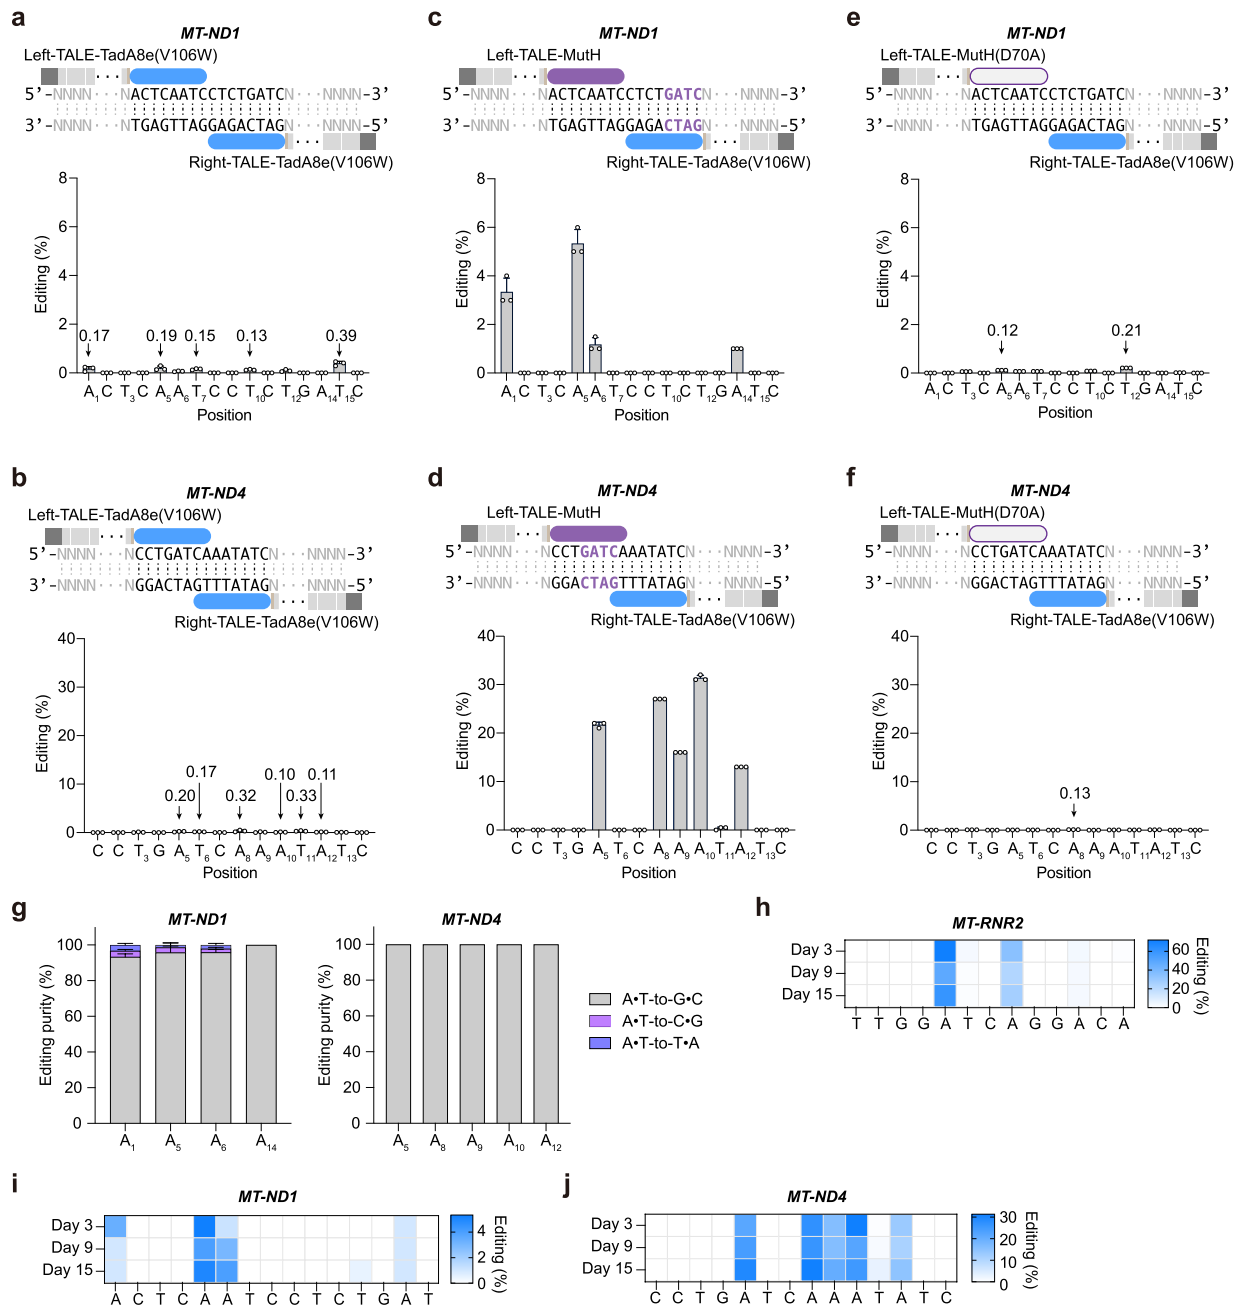 a
MT-ND1
Left-TALE-TadA8e(V106W)
5’-NNNN··NACTCAATCCTCTGATCN··NNNN-3’
3’-NNNN··NTGAGTTAGGAGACTAGN··NNNN-5’
Right-TALE-TadA8e(V106W)
8
6
4
2
0
Editing (%)
0.17
0.19
0.15
0.13
0.39
A1 C T3 C A5 A6 T7 C C T10 C T12 G A14 T15 C
Position
c
MT-ND1
Left-TALE-MutH
5’-NNNN··NACTCAATCCTCTGATCN··NNNN-3’
3’-NNNN··NTGAGTTAGGAGACTAGN··NNNN-5’
Right-TALE-TadA8e(V106W)
8
6
4
2
0
Editing (%)
A1 C T3 C A5 A6 T7 C C T10 C T12 G A14 T15 C
Position
e
MT-ND1
Left-TALE-MutH(D70A)
5’-NNNN··NACTCAATCCTCTGATCN··NNNN-3’
3’-NNNN··NTGAGTTAGGAGACTAGN··NNNN-5’
Right-TALE-TadA8e(V106W)
8
6
4
2
0
Editing (%)
0.12
0.21
A1 C T3 C A5 A6 T7 C C T10 C T12 G A14 T15 C
Position
b
MT-ND4
Left-TALE-TadA8e(V106W)
5’-NNNN··NCCTGATCAAATATCN··NNNN-3’
3’-NNNN··NGGACTAGTTTATAGN··NNNN-5’
Right-TALE-TadA8e(V106W)
40
30
20
10
0
Editing (%)
0.20
0.17
0.32
0.10
0.33
0.11
C C T3 G A5 T6 C A8 A9 A10 T11 A12 T13 C
Position
d
MT-ND4
Left-TALE-MutH
5’-NNNN··NCCTGATCAAATATCN··NNNN-3’
3’-NNNN··NGGACTAGTTTATAGN··NNNN-5’
Right-TALE-TadA8e(V106W)
40
30
20
10
0
Editing (%)
C C T3 G A5 T6 C A8 A9 A10 T11 A12 T13 C
Position
f
MT-ND4
Left-TALE-MutH(D70A)
5’-NNNN··NCCTGATCAAATATCN··NNNN-3’
3’-NNNN··NGGACTAGTTTATAGN··NNNN-5’
Right-TALE-TadA8e(V106W)
40
30
20
10
0
Editing (%)
0.13
C C T3 G A5 T6 C A8 A9 A10 T11 A12 T13 C
Position
g
MT-ND1
100
80
60
40
20
0
Editing purity (%)
A1 A5 A6 A14
MT-ND4
100
80
60
40
20
0
Editing purity (%)
A5 A8 A9 A10 A12
A•T-to-G•C
A•T-to-C•G
A•T-to-T•A
h
MT-RNR2
Day 3
Day 9
Day 15
T T G G A T C A G G A C A
60
40
20
0
Editing (%)
i
MT-ND1
Day 3
Day 9
Day 15
A C T C A A T C C T C T G A T
4
2
0
Editing (%)
j
MT-ND4
Day 3
Day 9
Day 15
C C T G A T C A A A T A T C
30
20
10
0
Editing (%)